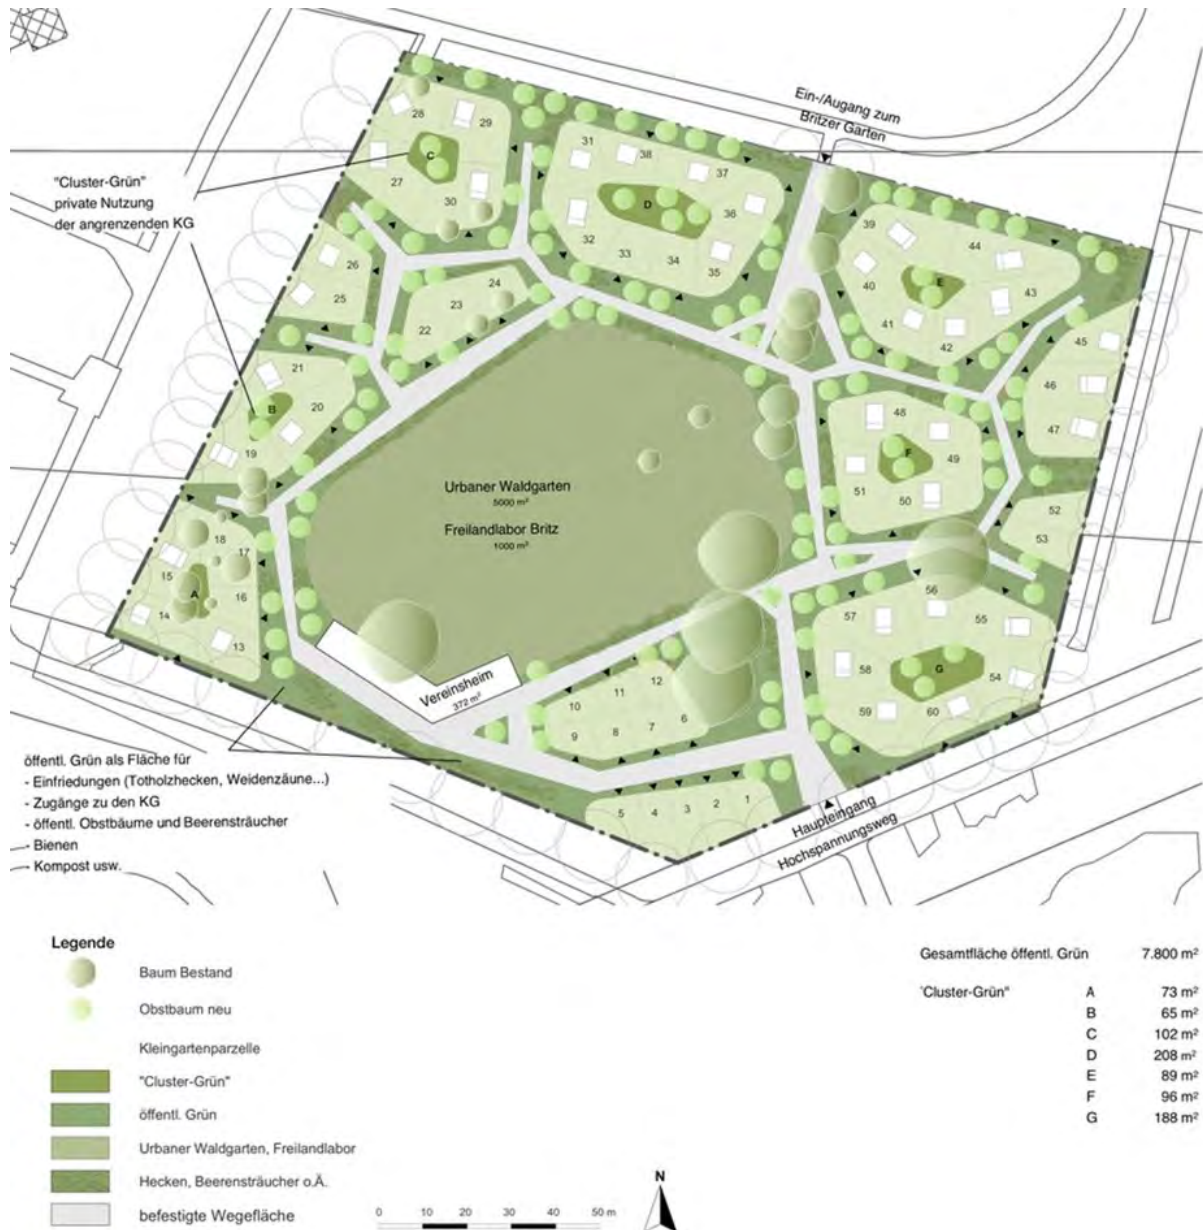 Ein-/Augang zum
Britzer Garten
"Cluster-Grün"
private Nutzung
der angrenzenden KG
28
29
C
27
30
31
38
37
D
36
32
33
34
35
39
44
E
40
43
41
42
26
25
24
23
22
21
B
20
19
45
46
47
48
F
49
51
50
52
53
Urbaner Waldgarten
5000 m²
Freilandlabor Britz
1000 m²
18
17
15
A
16
14
13
56
57
55
58
G
54
59
60
Vereinsheim
372 m²
12
11
10
9
8
7
6
5
4
3
2
1
Haupteingang
Hochspannungsweg
öffentl. Grün als Fläche für
- Einfriedungen (Totholzhecken, Weidenzäune...)
- Zugänge zu den KG
- öffentl. Obstbäume und Beerensträucher
- Bienen
- Kompost usw.
Legende
Baum Bestand
Obstbaum neu
Kleingartenparzelle
"Cluster-Grün"
öffentl. Grün
Urbaner Waldgarten, Freilandlabor
Hecken, Beerensträucher o.Ä.
befestigte Wegefläche
0 10 20 30 40 50 m
N
Gesamtfläche öffentl. Grün 7.800 m²
'Cluster-Grün" A 73 m²
B 65 m²
C 102 m²
D 208 m²
E 89 m²
F 96 m²
G 188 m²